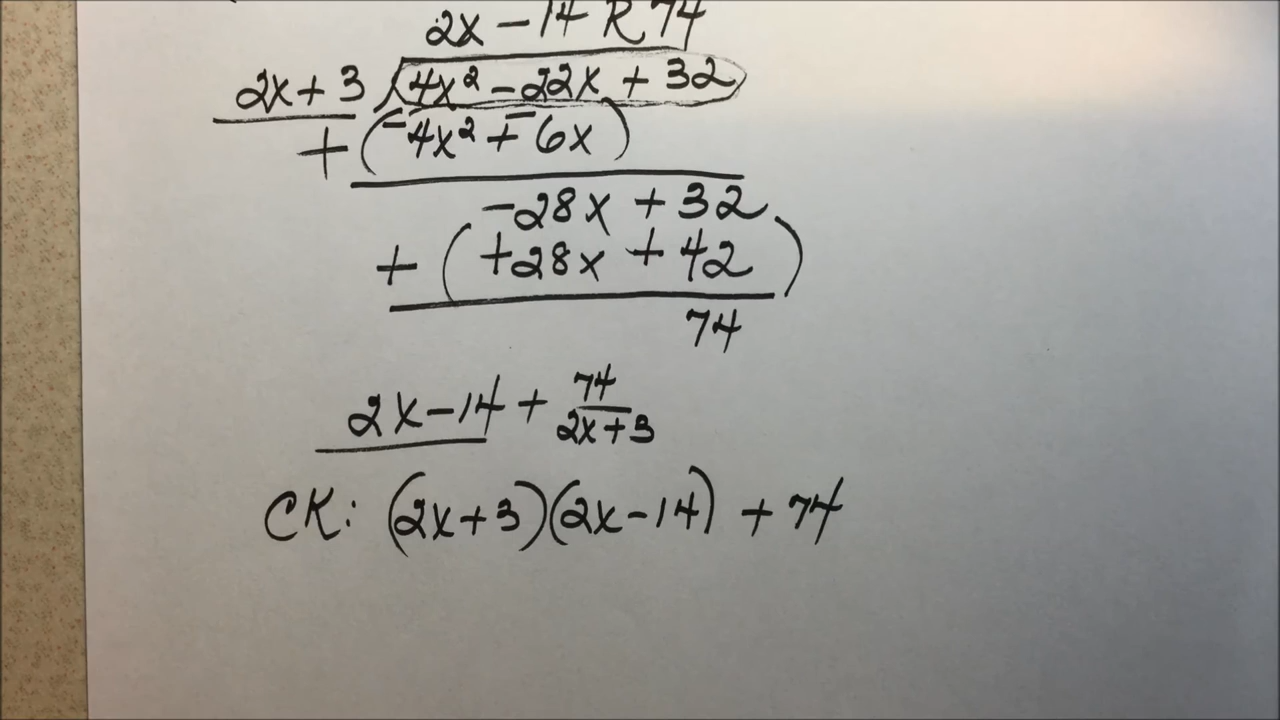 2x - 14 R 74
2x + 3 ) 4x² - 22x + 32
+ ( -4x² + - 6x )
-28x + 32
+ ( +28x + 42 )
74
2x - 14 + 74/(2x + 3)
CK: (2x + 3)(2x - 14) + 74